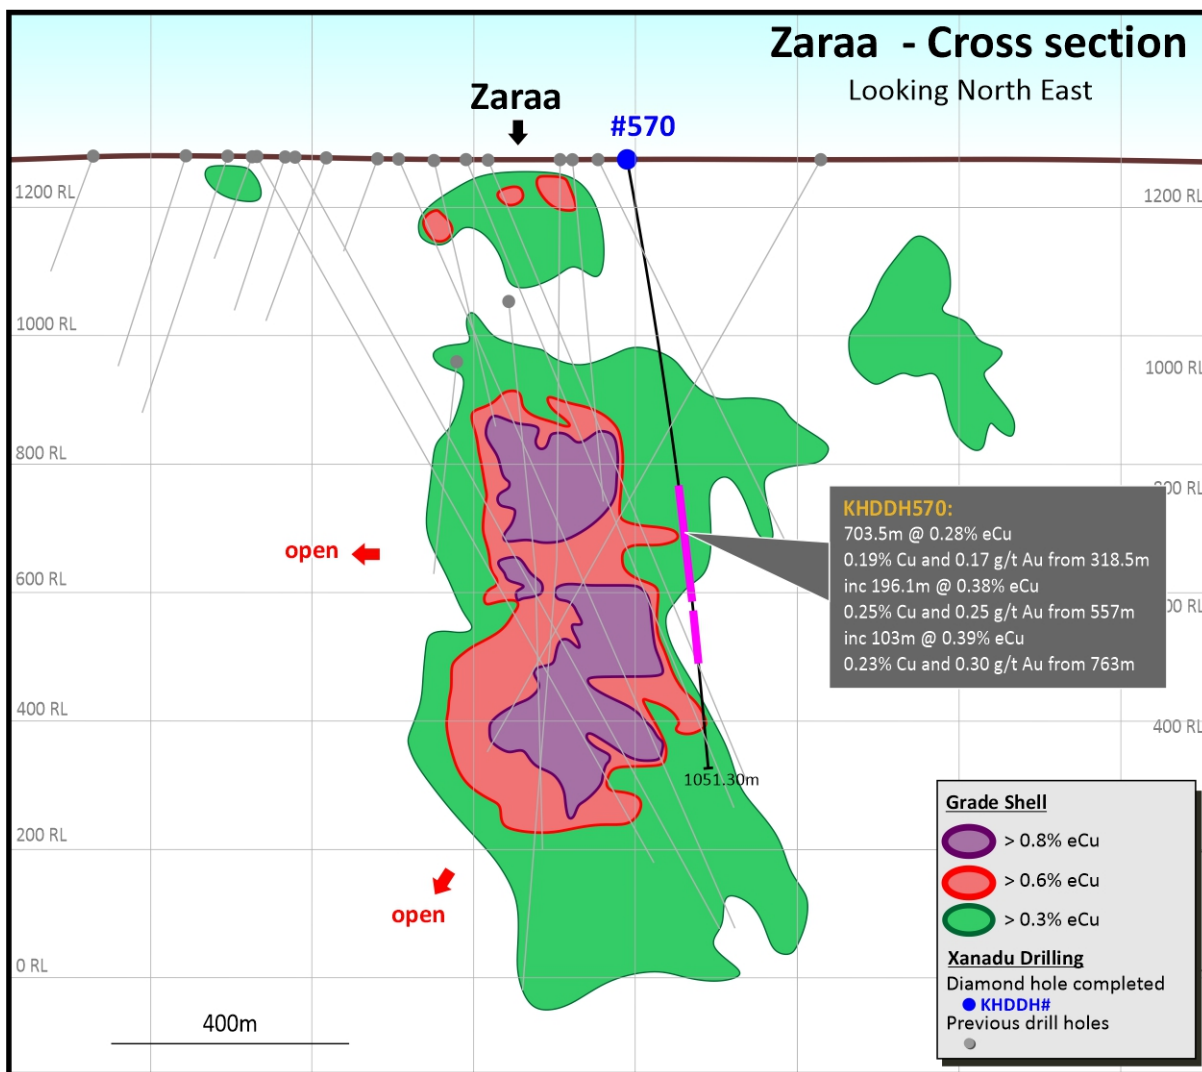 Zaraa - Cross section
Looking North East
Zaraa
#570
1200 RL
1200 RL
1000 RL
1000 RL
800 RL
800 RL
KHDDH570:
703.5m @ 0.28% eCu
0.19% Cu and 0.17 g/t Au from 318.5m
inc 196.1m @ 0.38% eCu
0.25% Cu and 0.25 g/t Au from 557m
inc 103m @ 0.39% eCu
0.23% Cu and 0.30 g/t Au from 763m
open
600 RL
00 RL
400 RL
400 RL
1051.30m
200 RL
open
0 RL
400m
Grade Shell
> 0.8% eCu
> 0.6% eCu
> 0.3% eCu
Xanadu Drilling
Diamond hole completed
KHDDH#
Previous drill holes